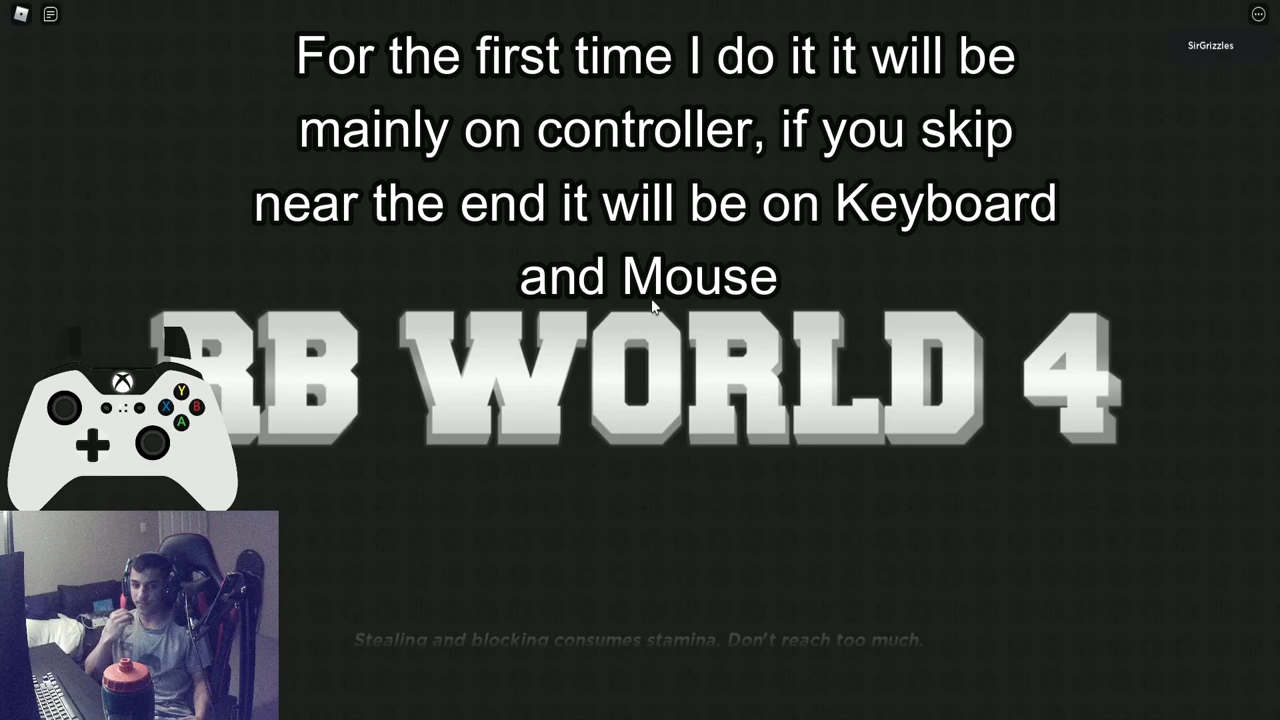 SirGrizzles
For the first time I do it it will be
mainly on controller, if you skip
near the end it will be on Keyboard
and Mouse
RB WORLD 4
Y
X
B
A
Stealing and blocking consumes stamina. Don't reach too much.